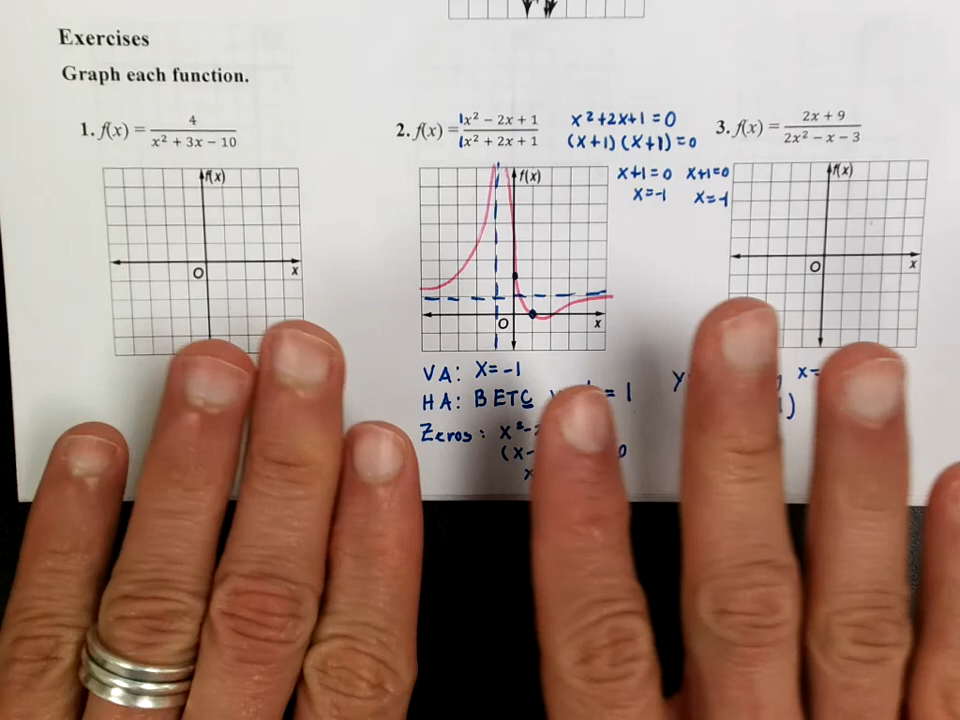 Exercises
Graph each function.
1. f(x) = 4 / x² + 3x − 10
2. f(x) = 1x² − 2x + 1 / 1x² + 2x + 1
x²+2x+1=0
(x+1)(x+1)=0
x+1=0 x+1=0
x=-1 x=-1
3. f(x) = 2x + 9 / 2x² − x − 3
f(x)
O
x
f(x)
O
x
f(x)
O
x
VA: x=-1
HA: BETC = 1
Zeros: x²-
(x-
x
y
x=